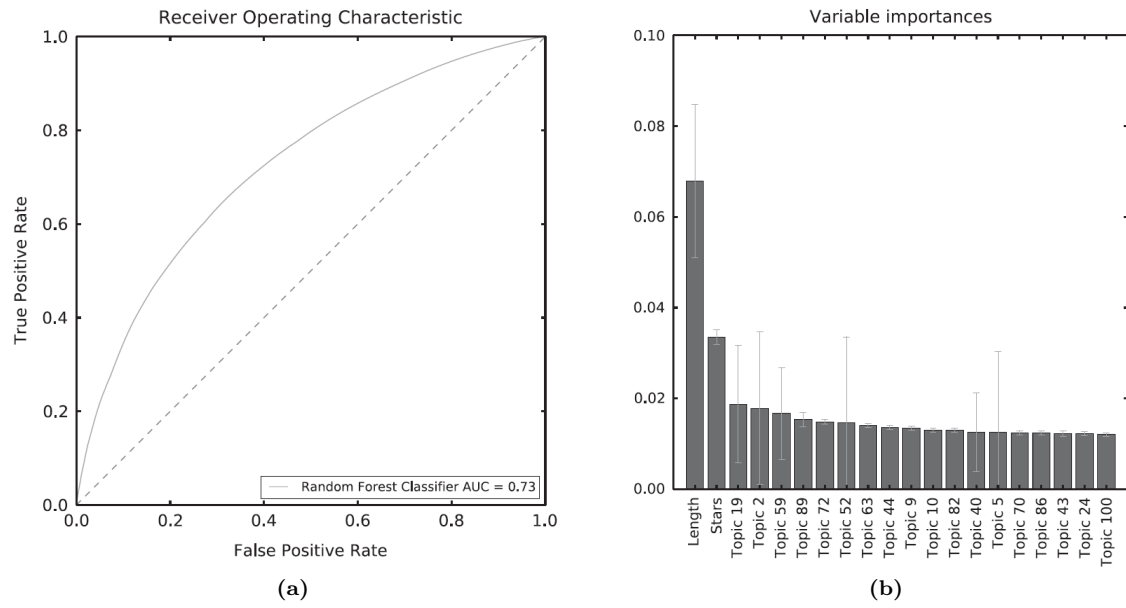 Receiver Operating Characteristic
1.0
0.8
0.6
0.4
0.2
0.0
True Positive Rate
0.0 0.2 0.4 0.6 0.8 1.0
False Positive Rate
Random Forest Classifier AUC = 0.73
(a)
Variable importances
0.10
0.08
0.06
0.04
0.02
0.00
Length
Stars
Topic 19
Topic 2
Topic 59
Topic 89
Topic 72
Topic 52
Topic 63
Topic 44
Topic 9
Topic 10
Topic 82
Topic 40
Topic 5
Topic 70
Topic 86
Topic 43
Topic 24
Topic 100
(b)